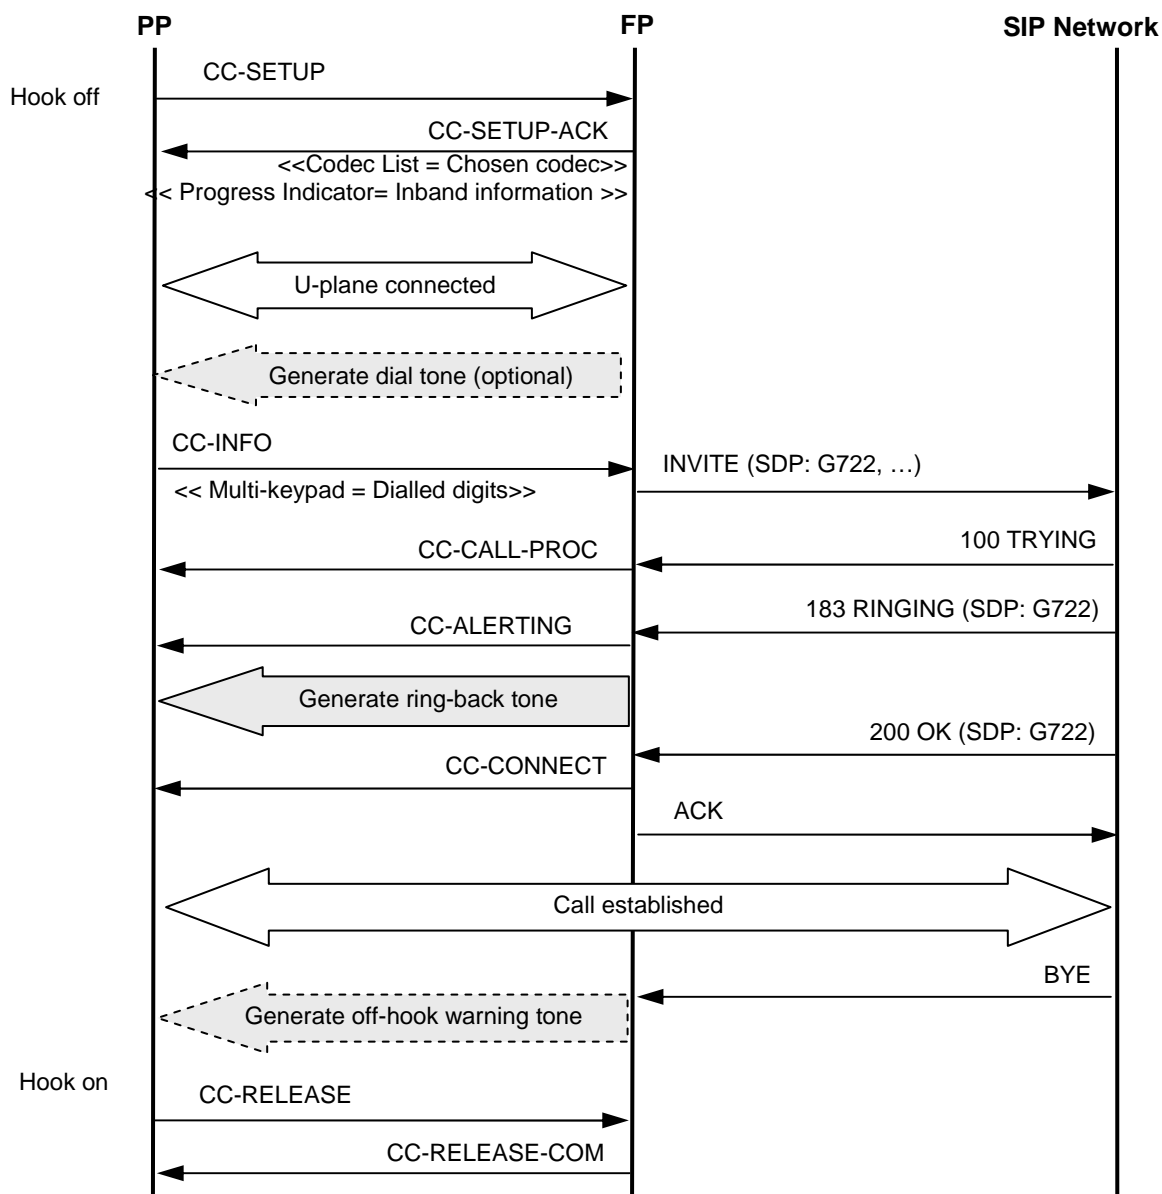 PP
FP
SIP Network
CC-SETUP
Hook off
CC-SETUP-ACK
<<Codec List = Chosen codec>>
<< Progress Indicator= Inband information >>
U-plane connected
Generate dial tone (optional)
CC-INFO
INVITE (SDP: G722, …)
<< Multi-keypad = Dialled digits>>
100 TRYING
CC-CALL-PROC
183 RINGING (SDP: G722)
CC-ALERTING
Generate ring-back tone
200 OK (SDP: G722)
CC-CONNECT
ACK
Call established
BYE
Generate off-hook warning tone
Hook on
CC-RELEASE
CC-RELEASE-COM